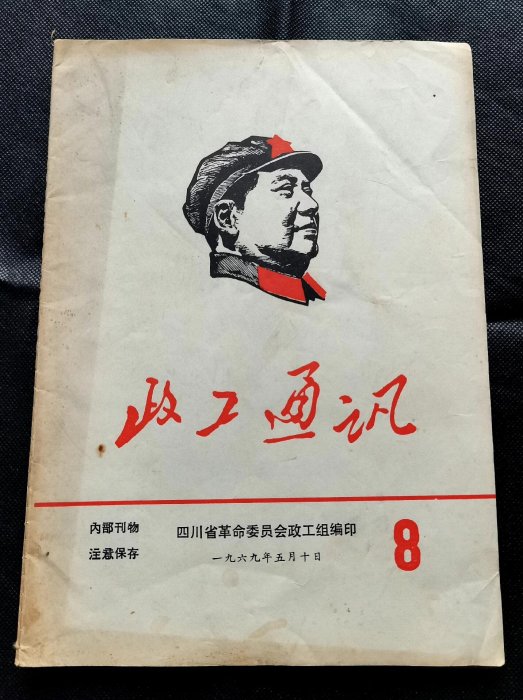 政工通讯
内部刊物
注意保存
四川省革命委员会政工组编印
一九六九年五月十日
8